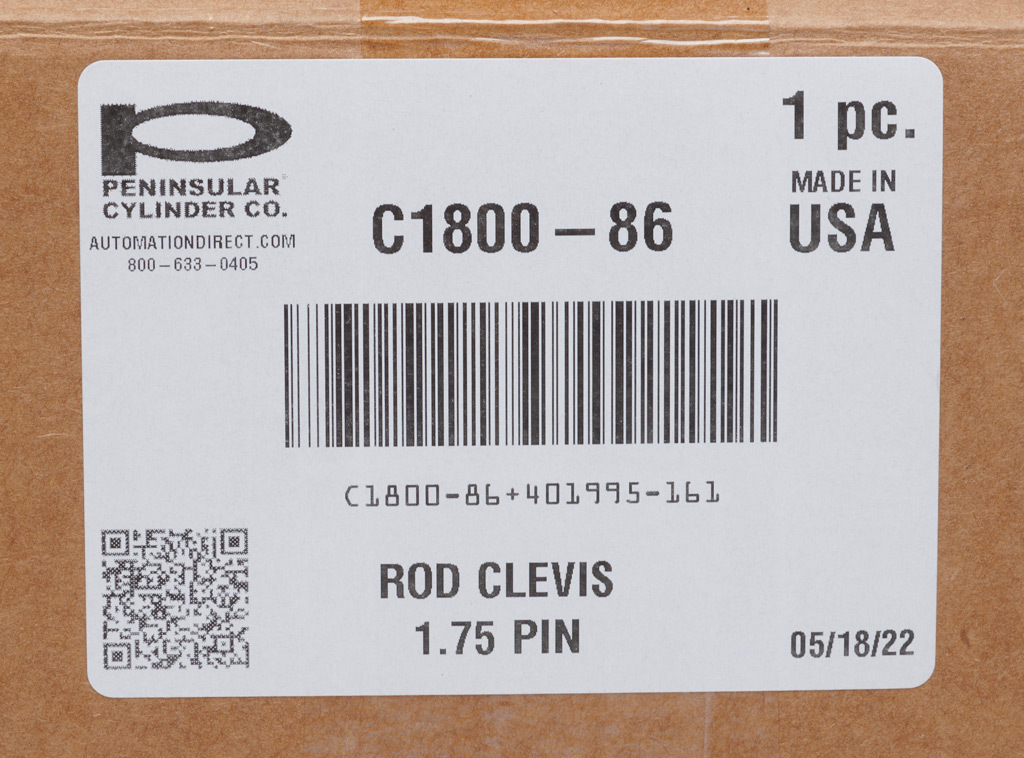 PENINSULAR
CYLINDER CO.
AUTOMATIONDIRECT.COM
800-633-0405
1 pc.
MADE IN
USA
C1800-86
C1800-86+401995-161
ROD CLEVIS
1.75 PIN
05/18/22